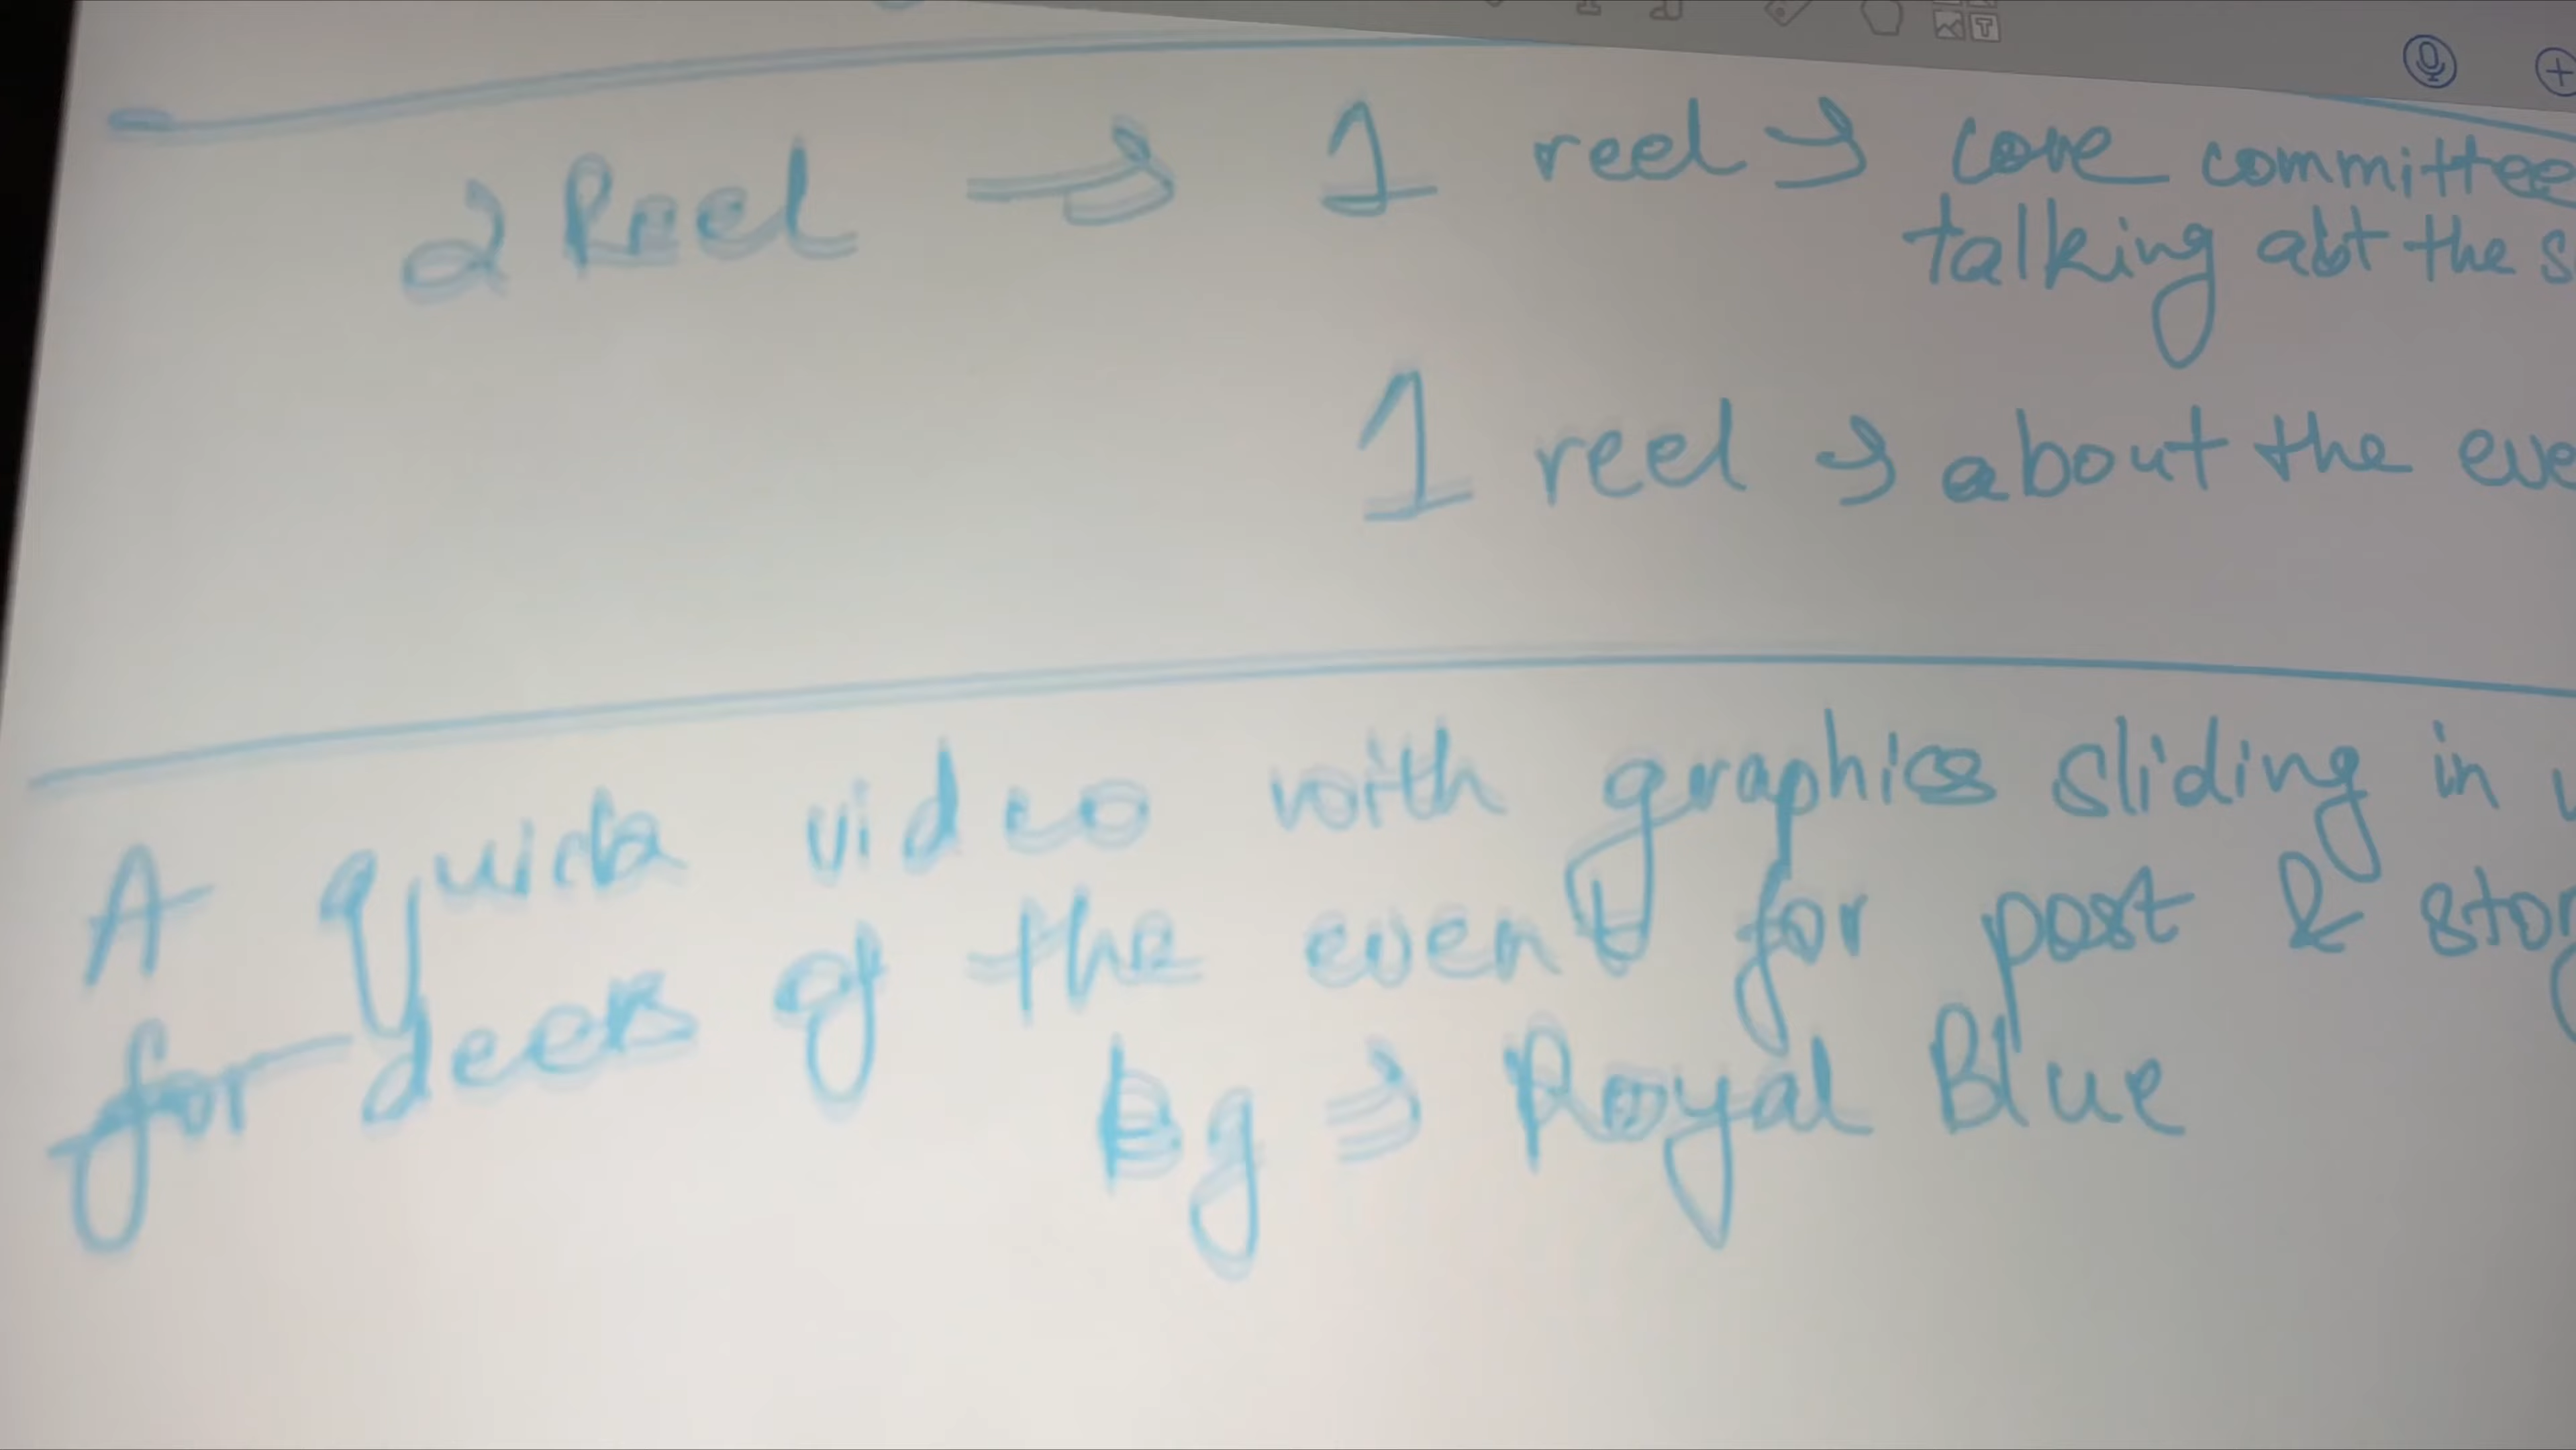 2 Reel → 1 reel → core committee
talking abt the
1 reel → about the
A quick video with graphics sliding in
for deets of the event for post &
Bg → Royal Blue